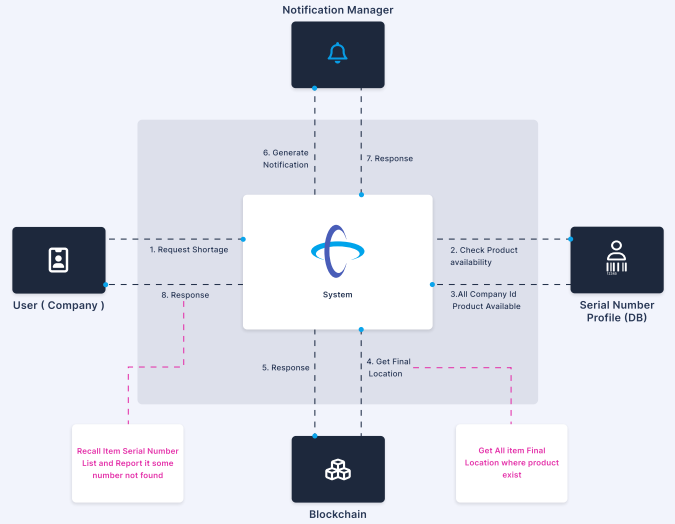 Notification Manager
6. Generate
Notification
7. Response
1. Request Shortage
2. Check Product
availability
System
8. Response
3.All Company Id
Product Available
User ( Company )
Serial Number
Profile (DB)
5. Response
4. Get Final
Location
Recall Item Serial Number
List and Report it some
number not found
Get All item Final
Location where product
exist
Blockchain